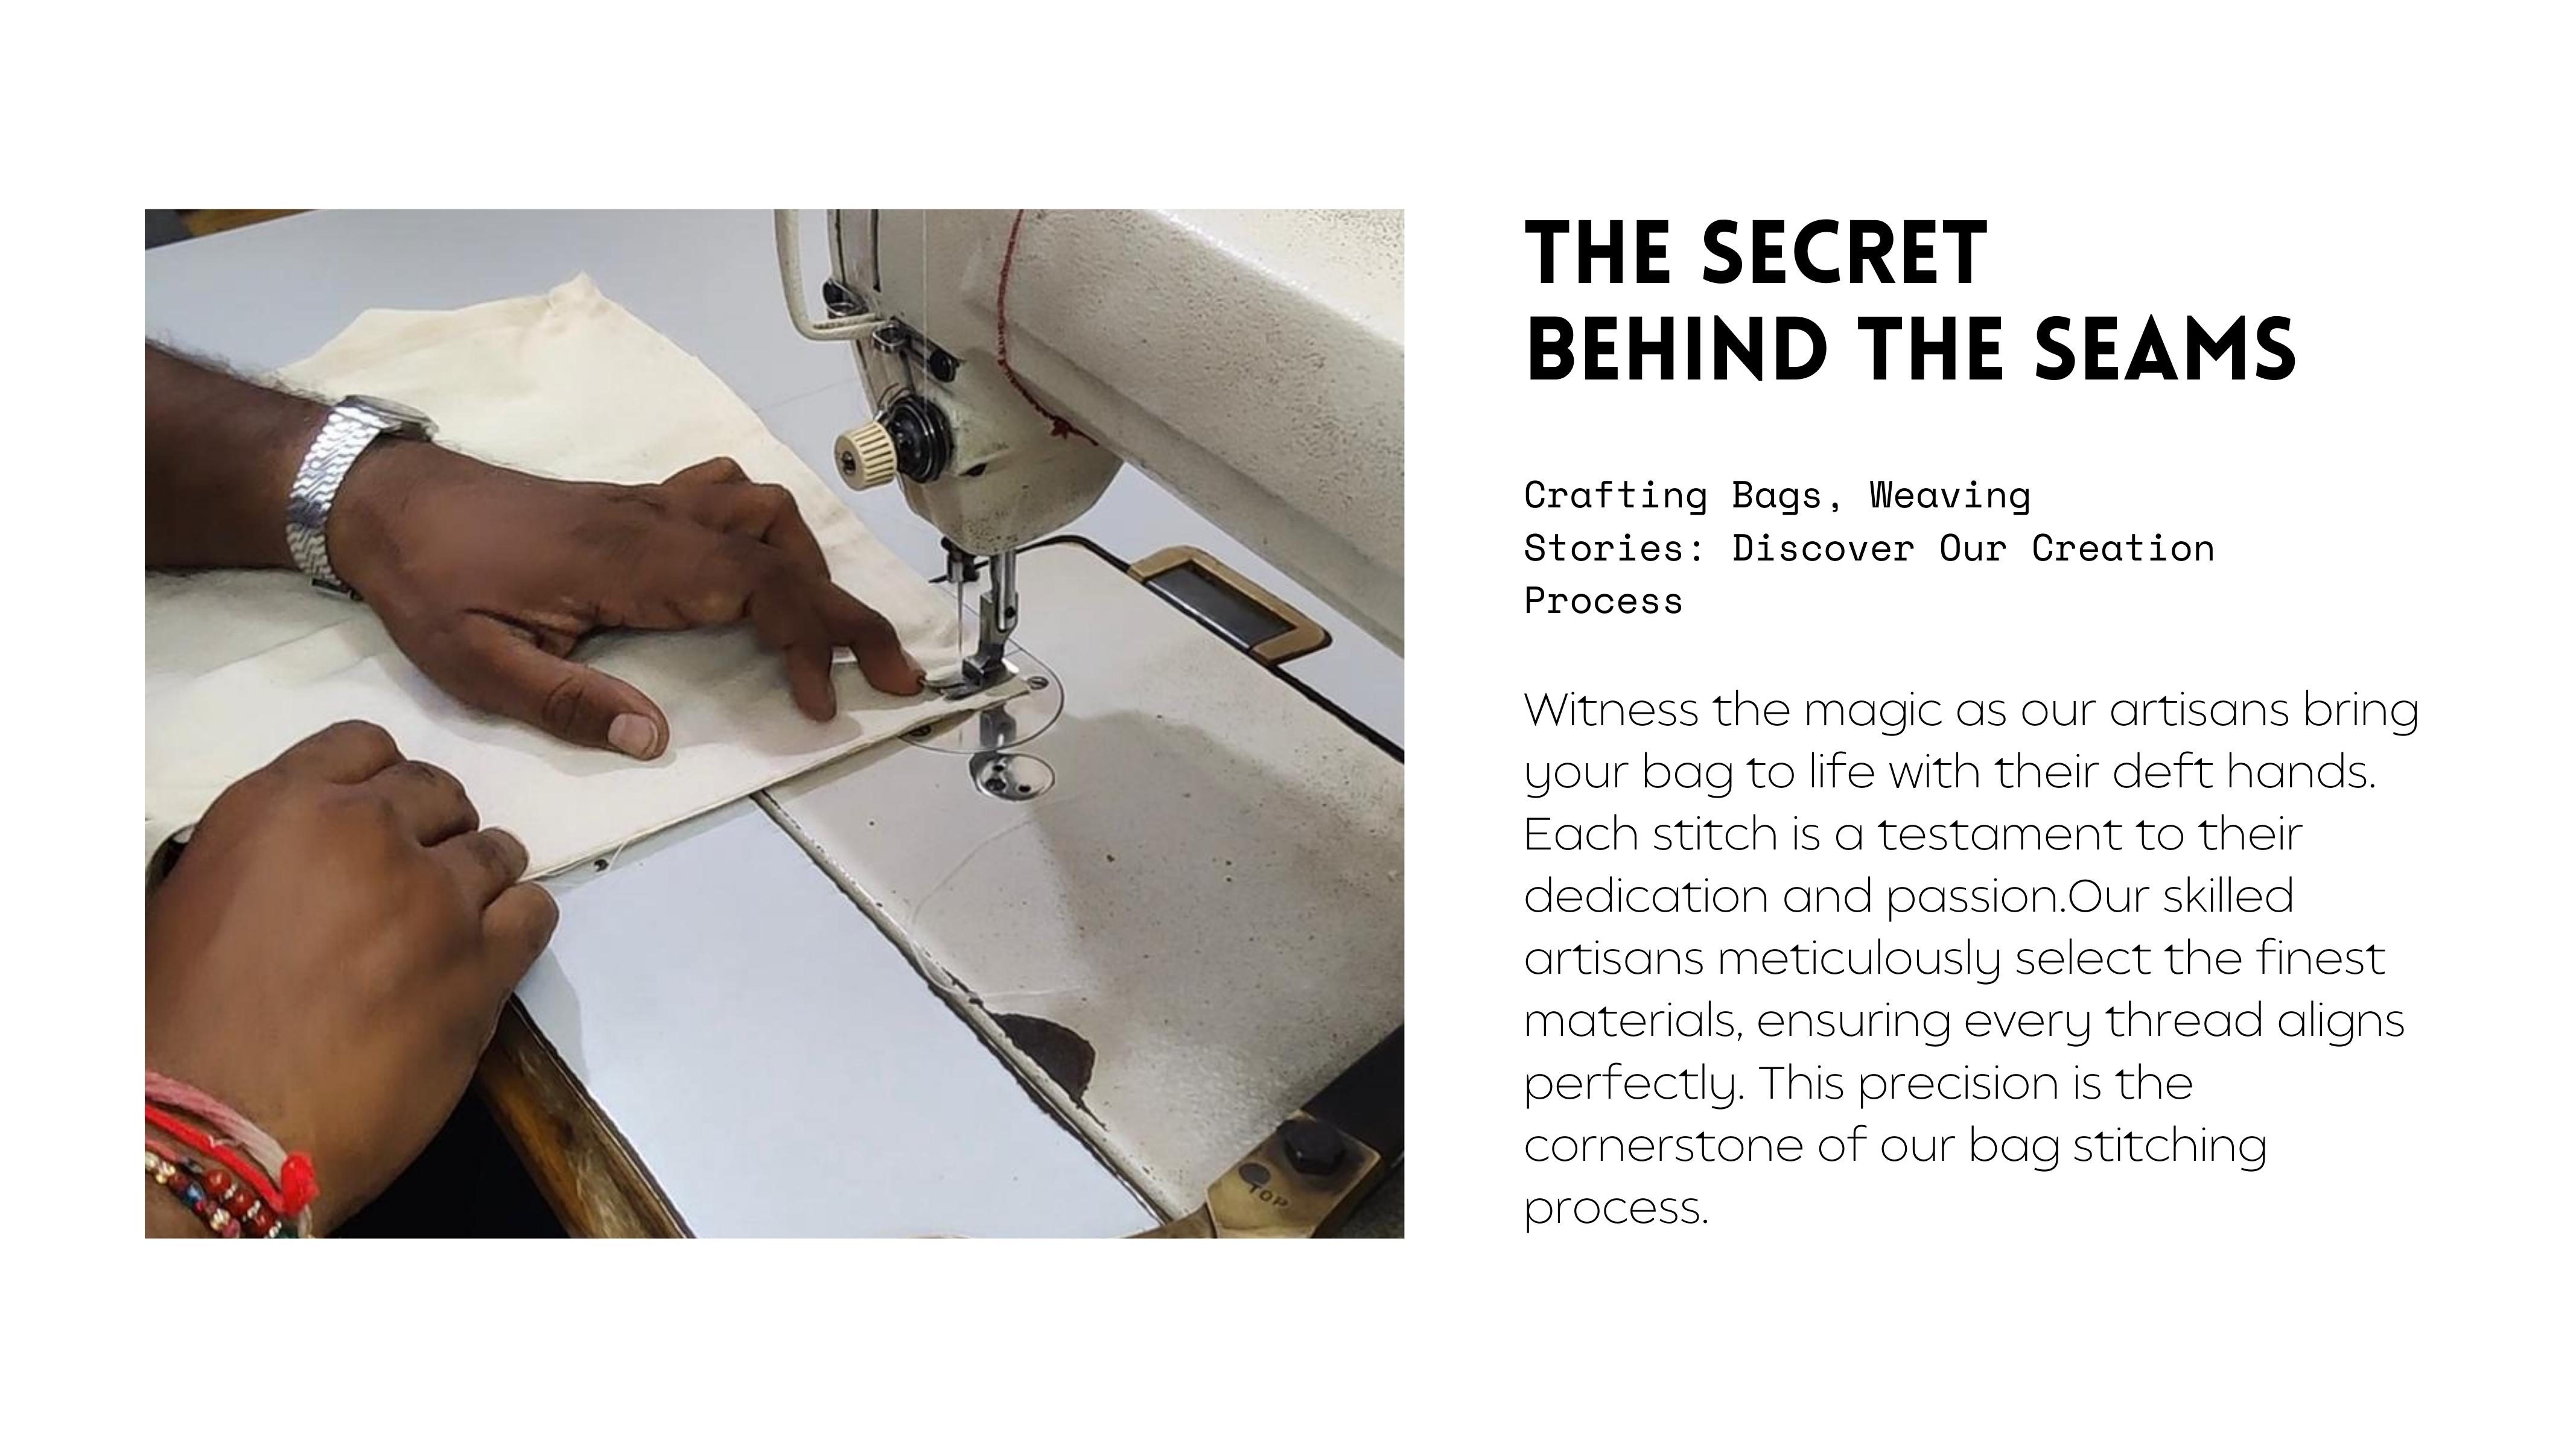 THE SECRET
BEHIND THE SEAMS
Crafting Bags, Weaving
Stories: Discover Our Creation
Process
Witness the magic as our artisans bring
your bag to life with their deft hands.
Each stitch is a testament to their
dedication and passion.Our skilled
artisans meticulously select the finest
materials, ensuring every thread aligns
perfectly. This precision is the
cornerstone of our bag stitching
process.
TOP